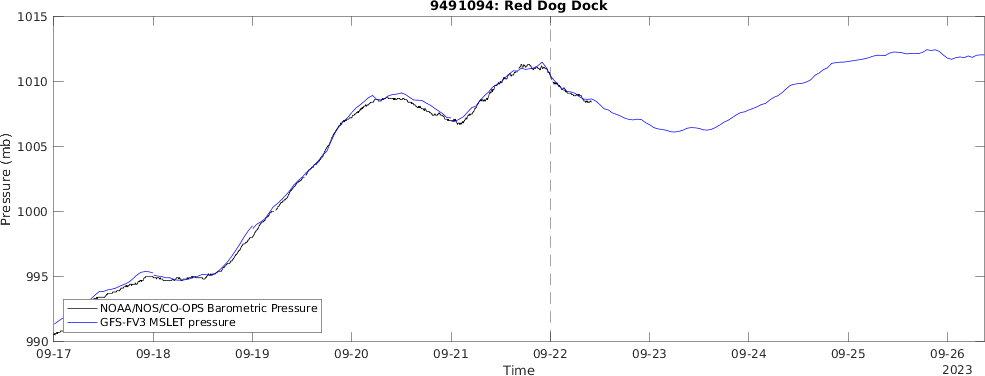 9491094: Red Dog Dock
Pressure (mb)
1015
1010
1005
1000
995
990
NOAA/NOS/CO-OPS Barometric Pressure
GFS-FV3 MSLET pressure
09-17 09-18 09-19 09-20 09-21 09-22 09-23 09-24 09-25 09-26
Time
2023